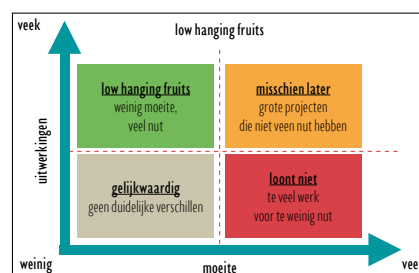 veek
low hanging fruits
low hanging fruits
weinig moeite,
veel nut
misschien later
grote projecten
die niet veen nut hebben
uitwerkingen
gelijkwaardig
geen duidelijke verschillen
loont niet
te veel werk
voor te weinig nut
weinig
moeite
vee